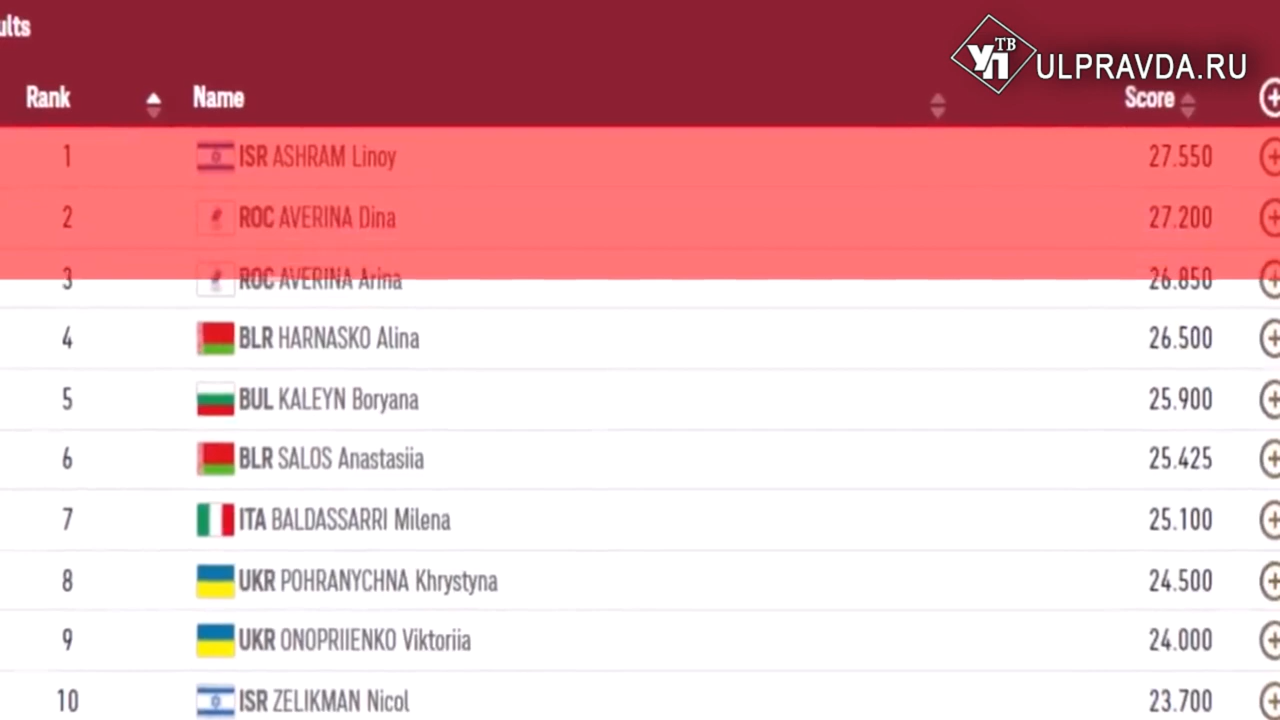 ults
УП ТВ
ULPRAVDA.RU
Rank Name Score
1 ISR ASHRAM Linoy 27.550
2 ROC AVERINA Dina 27.200
3 ROC AVERINA Arina 26.850
4 BLR HARNASKO Alina 26.500
5 BUL KALEYN Boryana 25.900
6 BLR SALOS Anastasiia 25.425
7 ITA BALDASSARRI Milena 25.100
8 UKR POHRANYCHNA Khrystyna 24.500
9 UKR ONOPRIIENKO Viktoriia 24.000
10 ISR ZELIKMAN Nicol 23.700